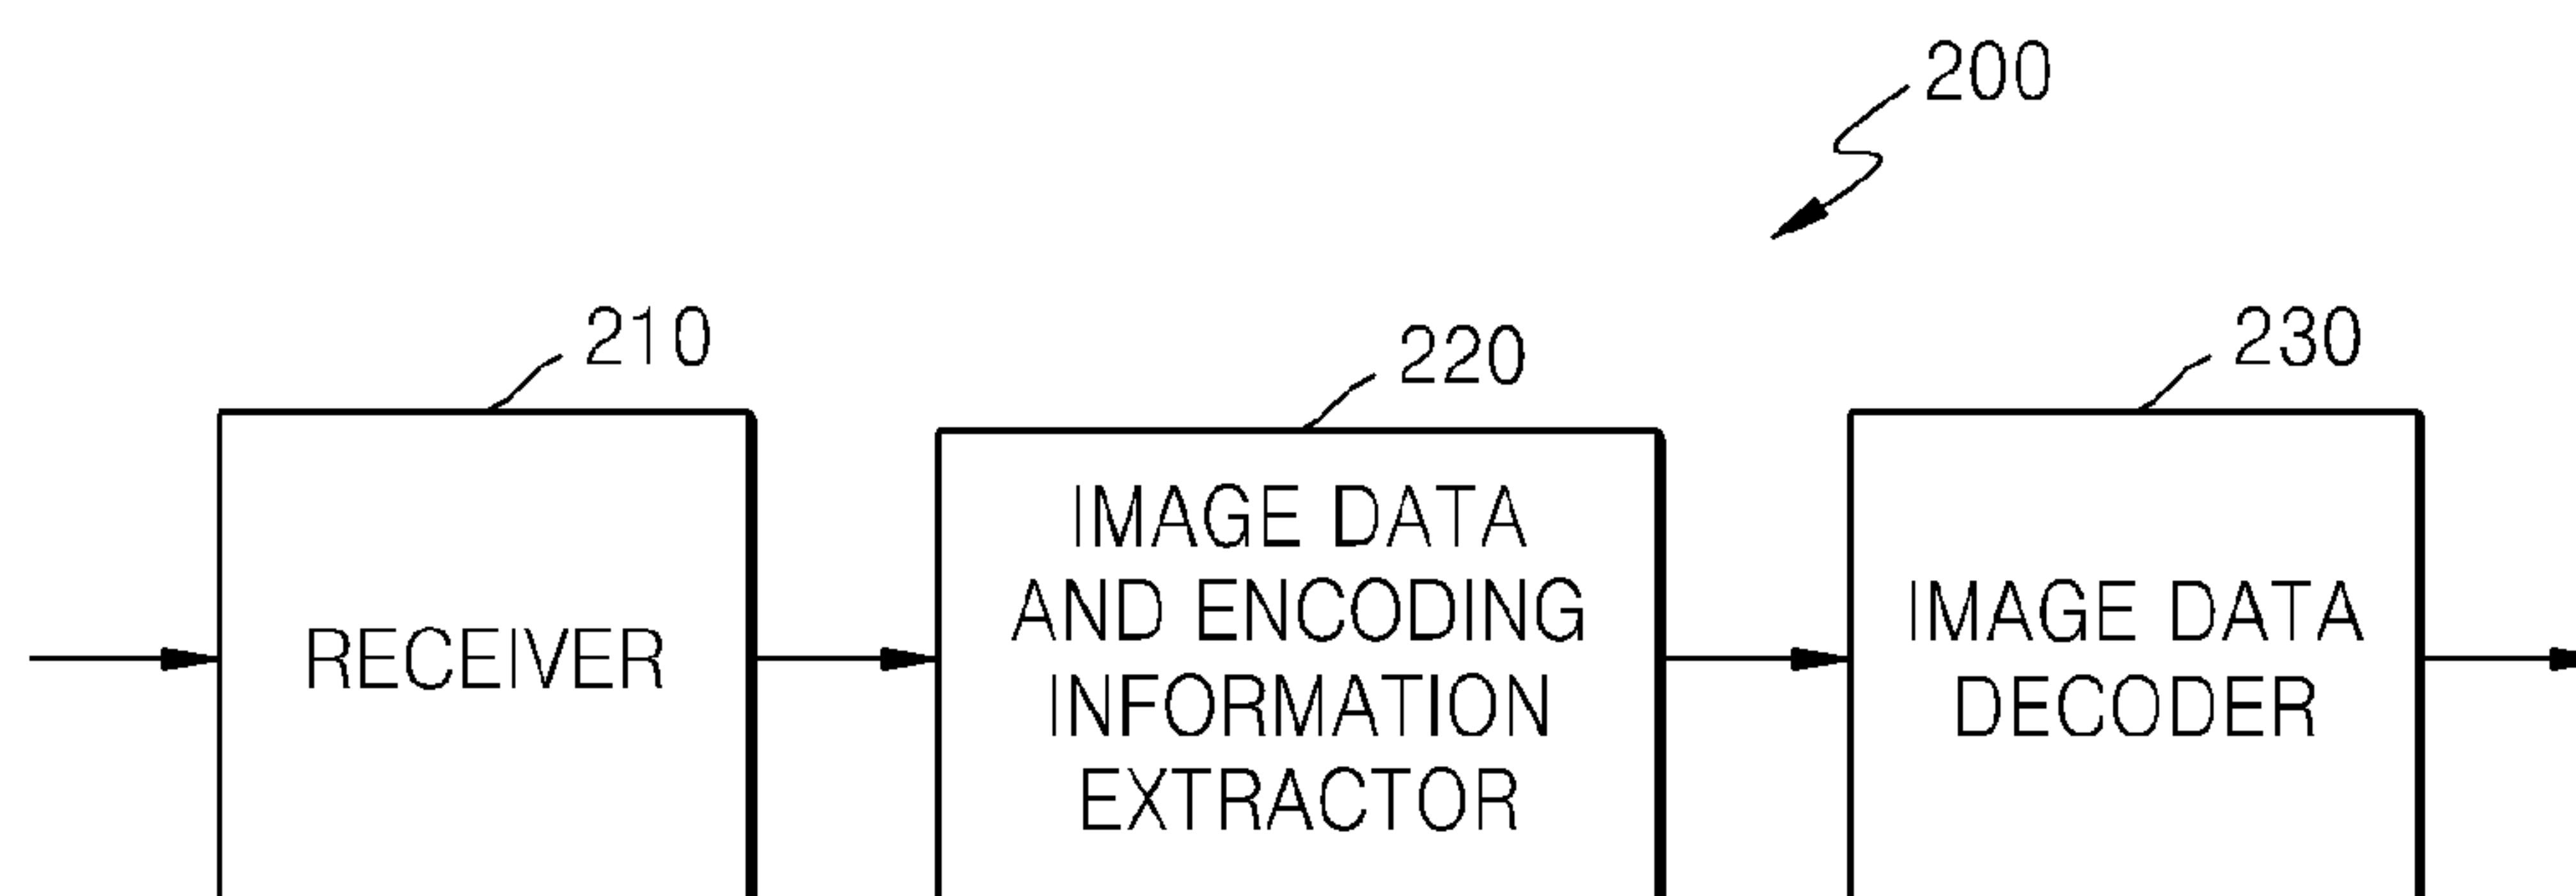 200
210
220
230
RECEIVER
IMAGE DATA
AND ENCODING
INFORMATION
EXTRACTOR
IMAGE DATA
DECODER